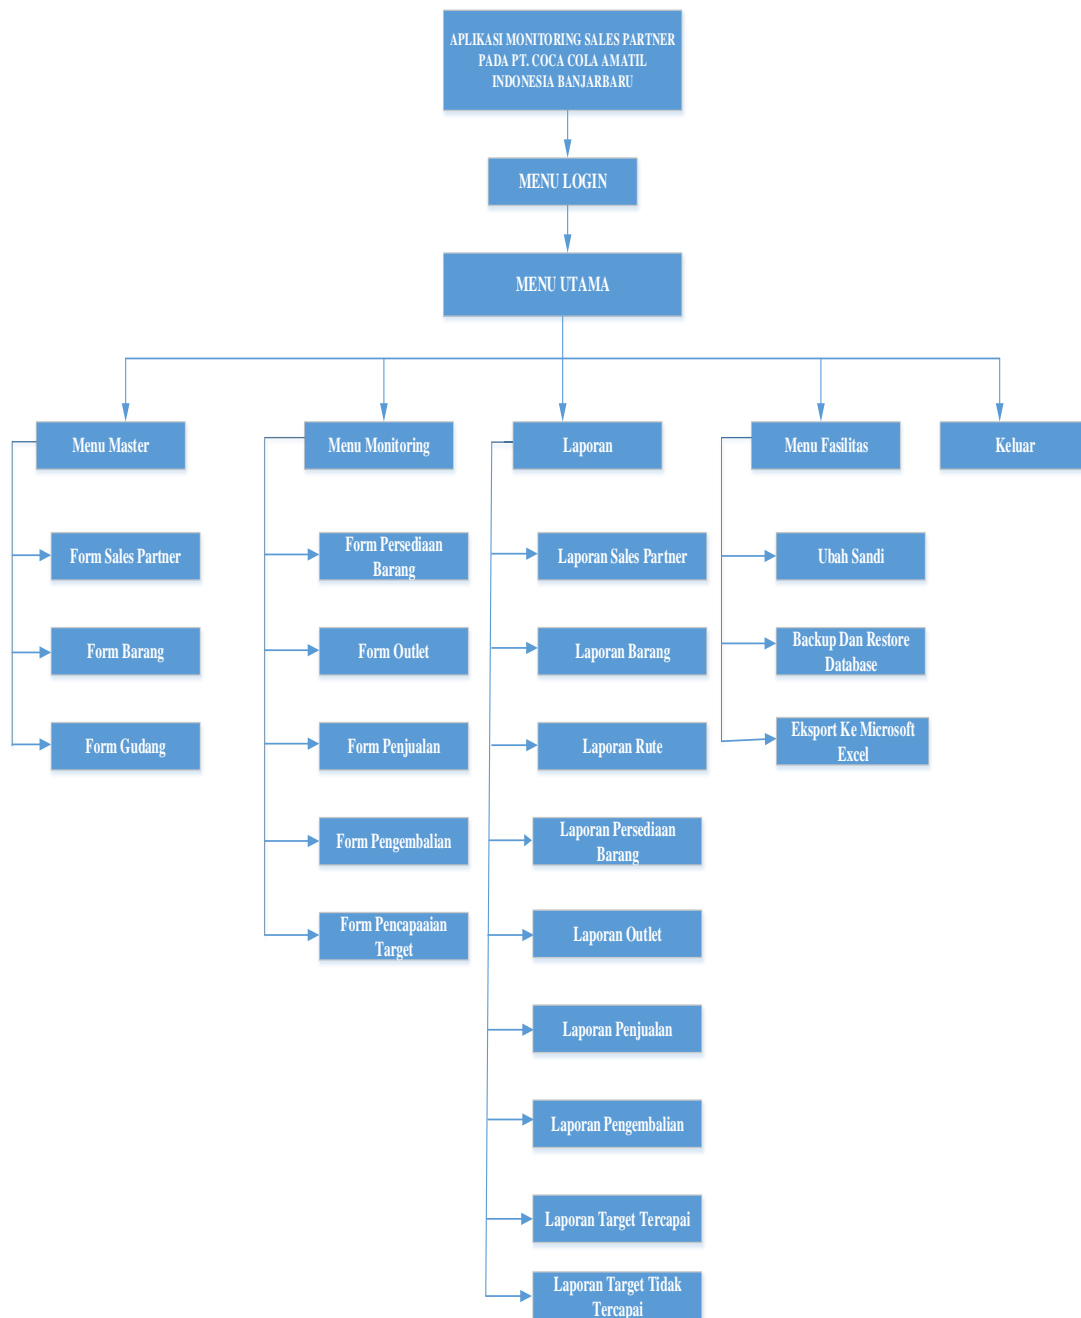 APLIKASI MONITORING SALES PARTNER
PADA PT. COCA COLA AMATIL
INDONESIA BANJARBARU
MENU LOGIN
MENU UTAMA
Menu Master
Menu Monitoring
Laporan
Menu Fasilitas
Keluar
Form Sales Partner
Form Barang
Form Gudang
Form Persediaan
Barang
Form Outlet
Form Penjualan
Form Pengembalian
Form Pencapaaian
Target
Laporan Sales Partner
Laporan Barang
Laporan Rute
Laporan Persediaan
Barang
Laporan Outlet
Laporan Penjualan
Laporan Pengembalian
Laporan Target Tercapai
Laporan Target Tidak
Tercapai
Ubah Sandi
Backup Dan Restore
Database
Eksport Ke Microsoft
Excel